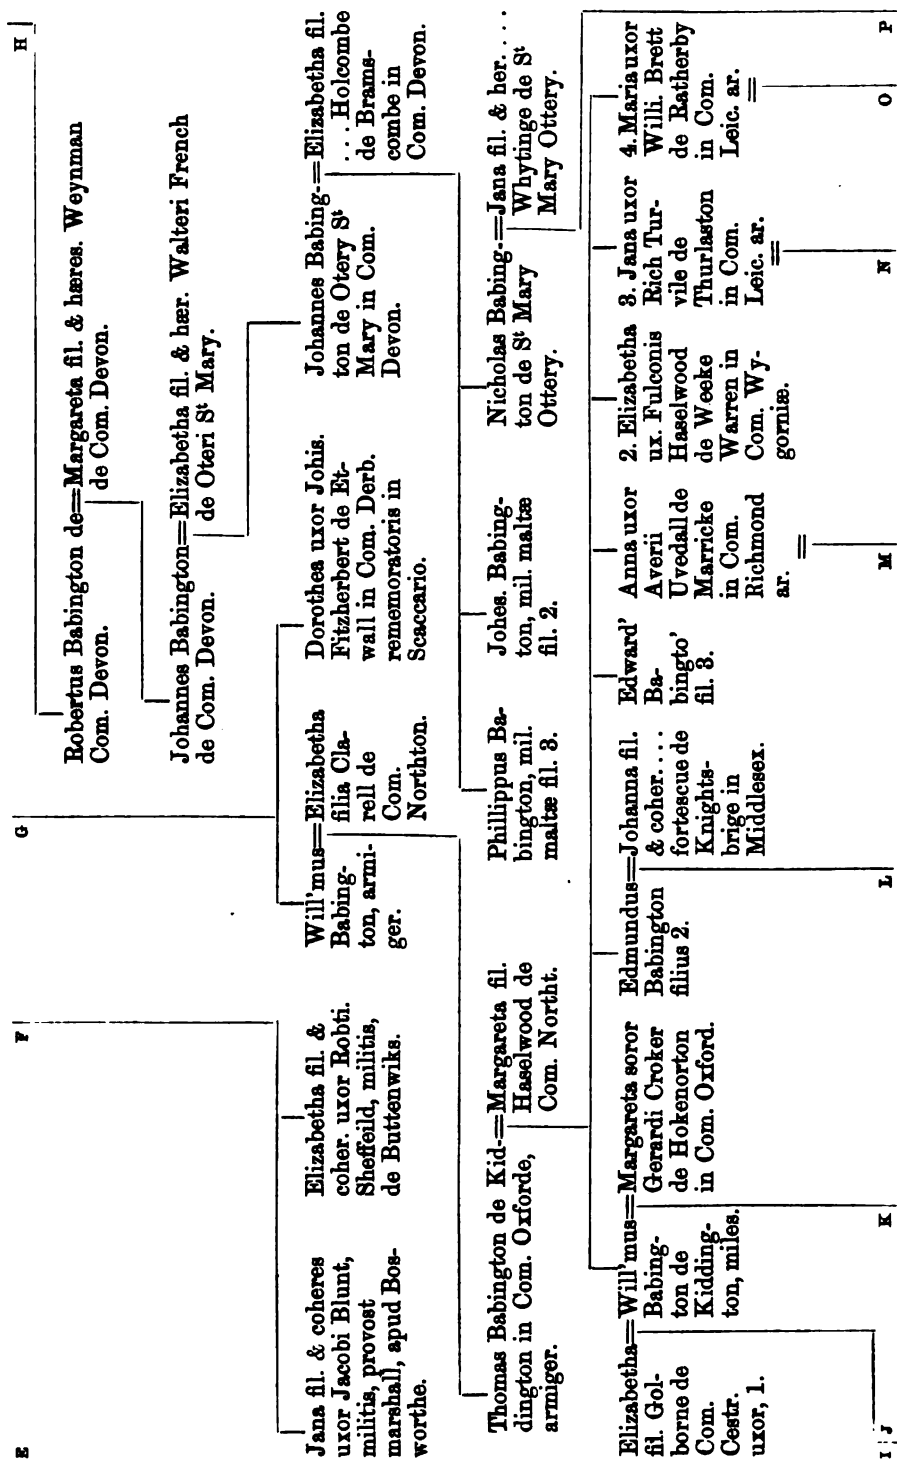 E
F
G
H
Robertus Babington de=Margareta fil. & hæres. Weynman
Com. Devon.
de Com. Devon.
Johannes Babington=Elizabetha fil. & hær. Walteri French
de Com. Devon.
de Oteri St Mary.
Jana fil. & coheres
uxor Jacobi Blunt,
militis, provost
marshall, apud Bos-
worthe.
Elizabetha fil. &
coher. uxor Robti.
Sheffeild, militis,
de Buttenwiks.
Will'mus=Elizabetha
Babing-
ton, armi-
ger.
filia Cla-
rell de
Com.
Northton.
Dorothea uxor Johis.
Fitzherbert de Et-
wall in Com. Derb.
rememoratoris in
Scaccario.
Johannes Babing-=Elizabetha fil.
ton de Otery St
Mary in Com.
Devon.
....Holcombe
de Brams-
combe in
Com. Devon.
Thomas Babington de Kid-=Margareta fil.
dington in Com. Oxforde,
armiger.
Haselwood de
Com. Northt.
Phillippus Ba-
bington, mil.
maltæ fil. 3.
Johes. Babing-
ton, mil. maltæ
fil. 2.
Nicholas Babing-=Jana fil. & her.....
ton de St Mary
Ottery.
Whytinge de St
Mary Ottery.
Elizabetha=Will'mus=Margareta soror
fil. Gol-
borne de
Com.
Cestr.
uxor, 1.
Babing-
ton de
Kidding-
ton, miles.
Gerardi Croker
de Hokenorton
in Com. Oxford.
Edmundus=Johanna fil.
Babington
filius 2.
& coher....
fortescue de
Knights-
brige in
Middlesex.
Edward'
Ba-
bingto'
fil. 3.
Anna uxor
Averii
Uvedall de
Marricke
in Com.
Richmond
ar.
2. Elizabetha
ux. Fulconis
Haselwood
de Weeke
Warren in
Com. Wy-
gorniæ.
3. Jana uxor
Rich Tur-
vile de
Thurlaston
in Com.
Leic. ar.
4. Maria uxor
Willi. Brett
de Ratherby
in Com.
Leic. ar.
I
J
K
L
M
N
O
P